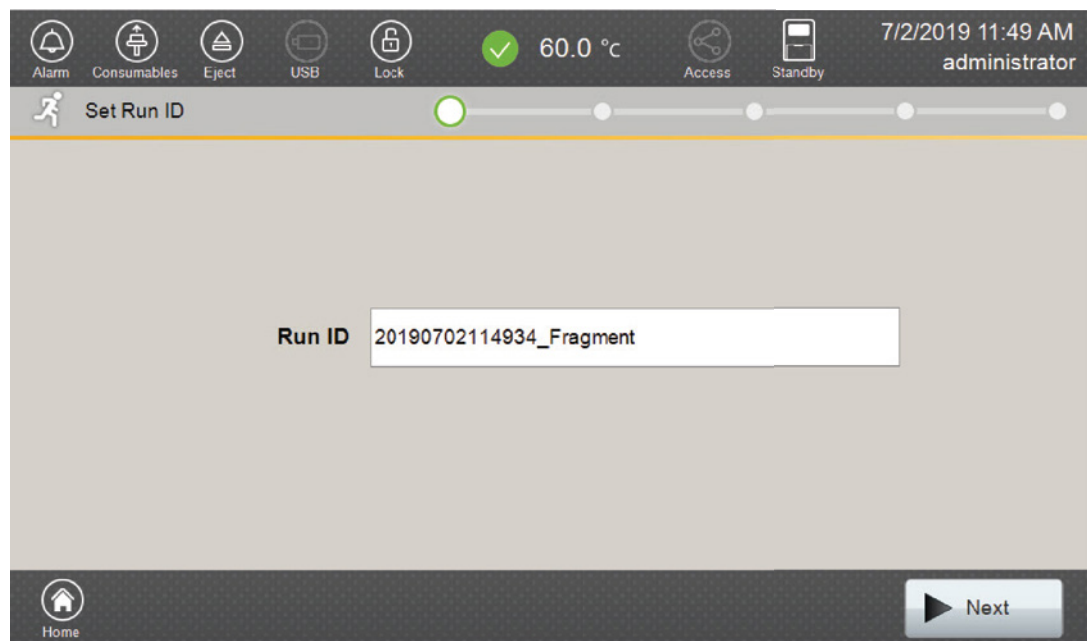 7/2/2019 11:49 AM
administrator
60.0 °c
Alarm Consumables Eject USB Lock Access Standby
Set Run ID
Run ID 20190702114934_Fragment
Home
Next